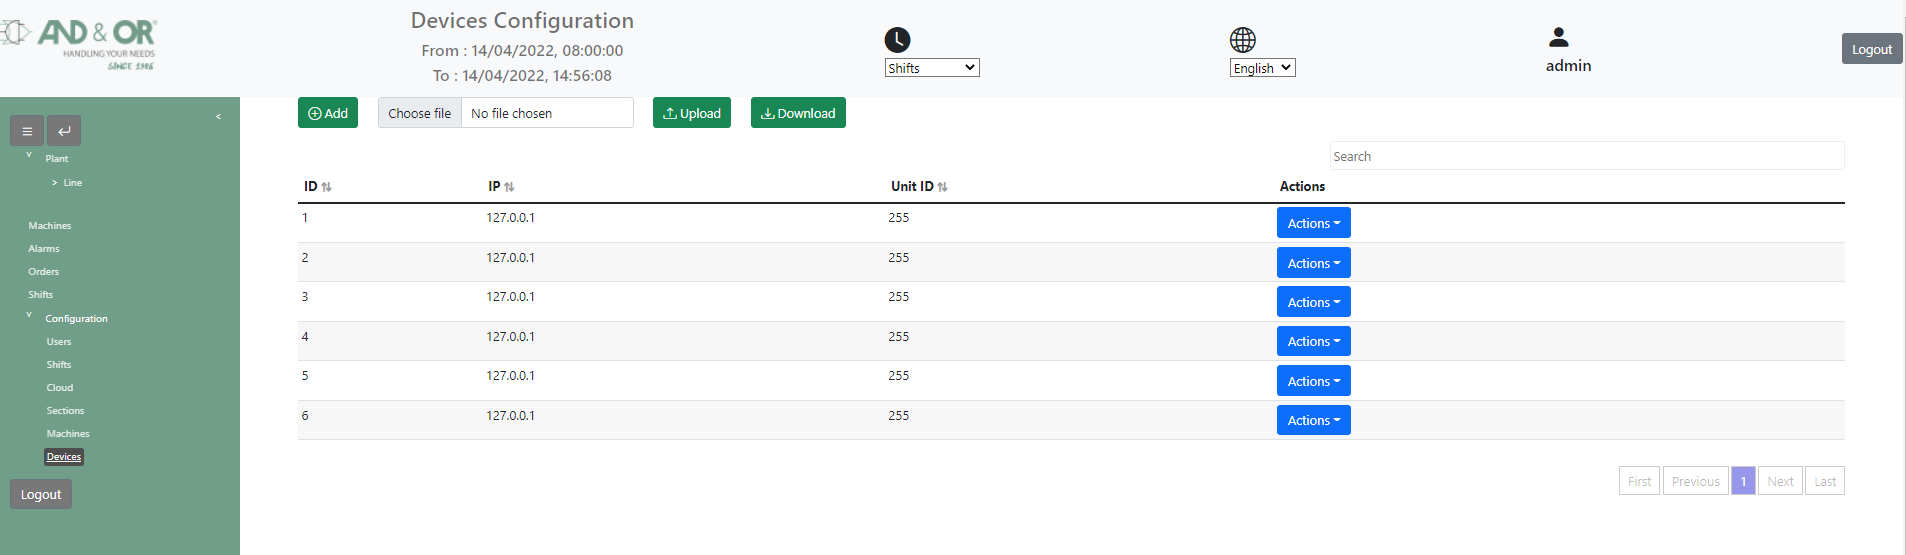 AND & OR®
HANDLING YOUR NEEDS
SINCE 1986
Devices Configuration
From : 14/04/2022, 08:00:00
To : 14/04/2022, 14:56:08
Shifts
English
admin
Logout
<
Plant
> Line
Machines
Alarms
Orders
Shifts
Configuration
Users
Shifts
Cloud
Sections
Machines
Devices
Logout
Add Choose file No file chosen Upload Download
Search
ID IP Unit ID Actions
1 127.0.0.1 255 Actions
2 127.0.0.1 255 Actions
3 127.0.0.1 255 Actions
4 127.0.0.1 255 Actions
5 127.0.0.1 255 Actions
6 127.0.0.1 255 Actions
First Previous 1 Next Last